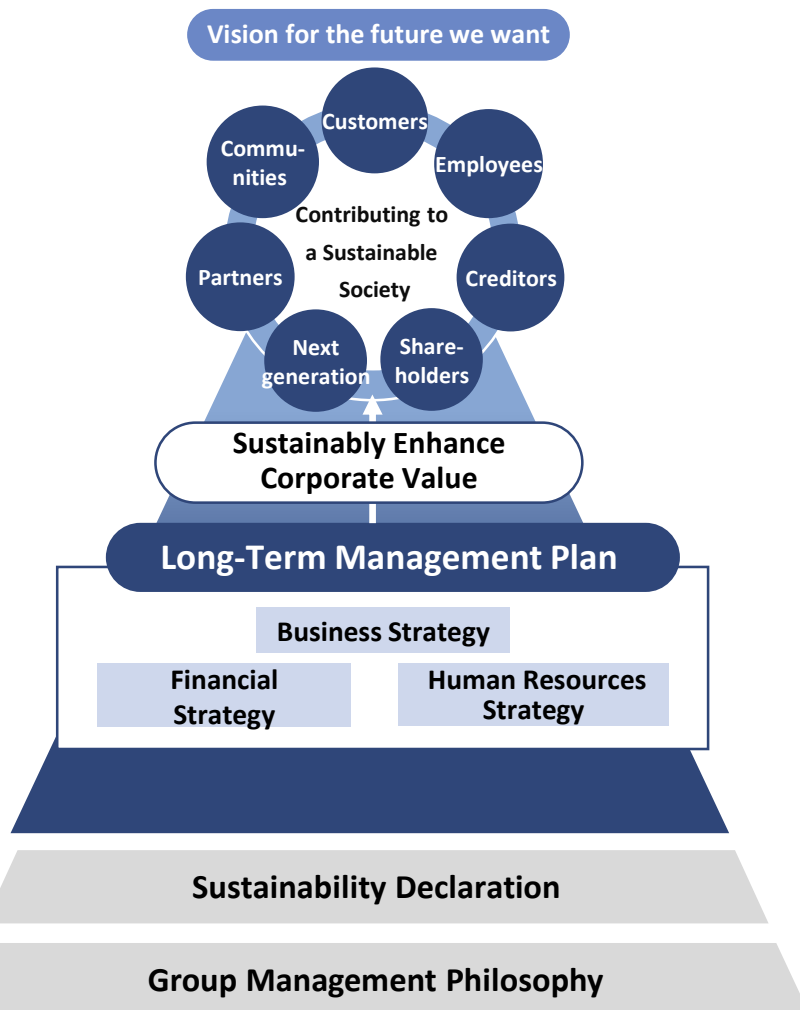 Vision for the future we want
Customers
Commu-
nities
Employees
Contributing to
a Sustainable
Society
Partners
Creditors
Next
generation
Share-
holders
Sustainably Enhance
Corporate Value
Long-Term Management Plan
Business Strategy
Financial
Strategy
Human Resources
Strategy
Sustainability Declaration
Group Management Philosophy